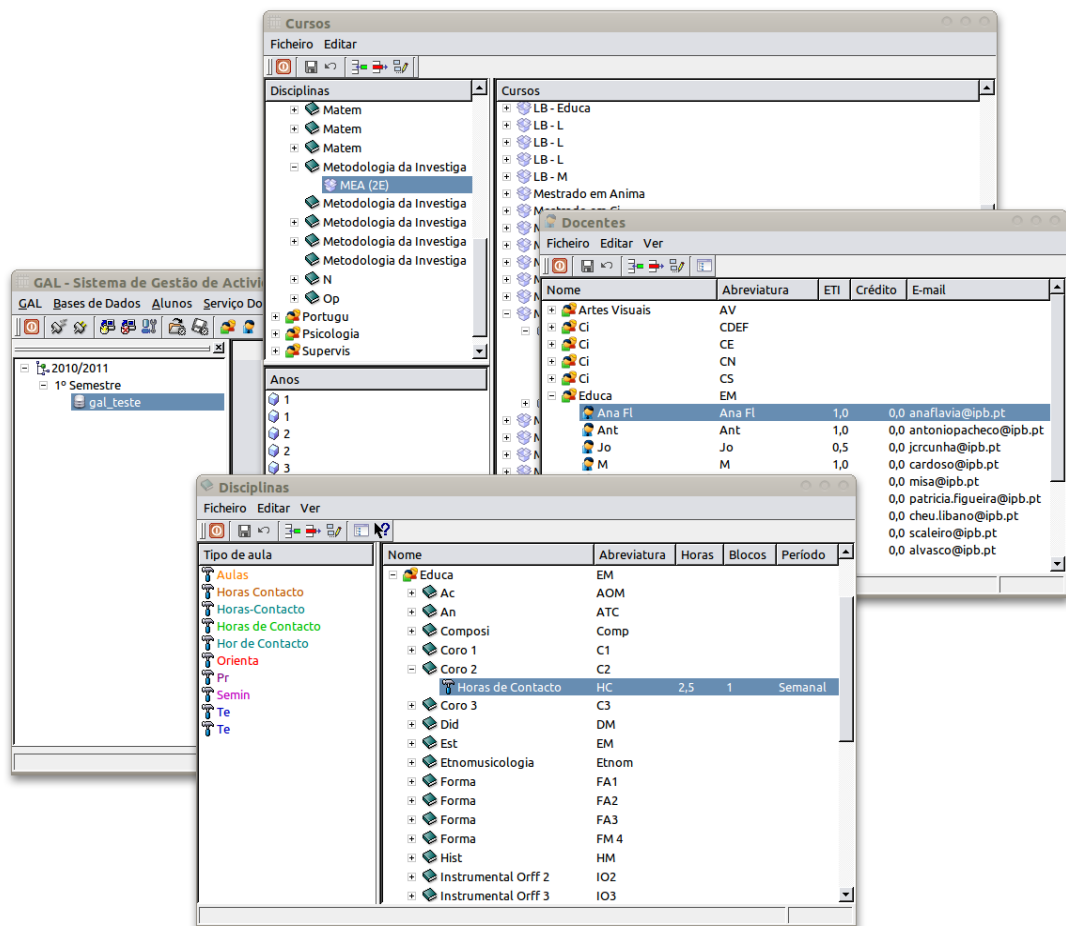 Cursos
Ficheiro Editar
Disciplinas
Matem
Matem
Matem
Metodologia da Investiga
MEA (2E)
Metodologia da Investiga
Metodologia da Investiga
Metodologia da Investiga
Metodologia da Investiga
N
Op
Portugu
Psicologia
Supervis
Anos
1
1
2
2
3
Cursos
LB - Educa
LB - L
LB - L
LB - L
LB - M
Mestrado em Anima
Docentes
Ficheiro Editar Ver
Nome Abreviatura ETI Crédito E-mail
Artes Visuais AV
Ci CDEF
Ci CE
Ci CN
Ci CS
Educa EM
Ana Fl Ana Fl 1,0 0,0 anaflavia@ipb.pt
Ant Ant 1,0 0,0 antoniopacheco@ipb.pt
Jo Jo 0,5 0,0 jcrcunha@ipb.pt
M M 1,0 0,0 cardoso@ipb.pt
0,0 misa@ipb.pt
0,0 patricia.figueira@ipb.pt
0,0 cheu.libano@ipb.pt
0,0 scaleiro@ipb.pt
0,0 alvasco@ipb.pt
GAL - Sistema de Gestão de Activi
GAL Bases de Dados Alunos Serviço Do
2010/2011
1º Semestre
gal_teste
Disciplinas
Ficheiro Editar Ver
Tipo de aula
Aulas
Horas Contacto
Horas-Contacto
Horas de Contacto
Hor de Contacto
Orienta
Pr
Semin
Te
Te
Nome Abreviatura Horas Blocos Período
Educa EM
Ac AOM
An ATC
Composi Comp
Coro 1 C1
Coro 2 C2
Horas de Contacto HC 2,5 1 Semanal
Coro 3 C3
Did DM
Est EM
Etnomusicologia Etnom
Forma FA1
Forma FA2
Forma FA3
Forma FM 4
Hist HM
Instrumental Orff 2 IO2
Instrumental Orff 3 IO3